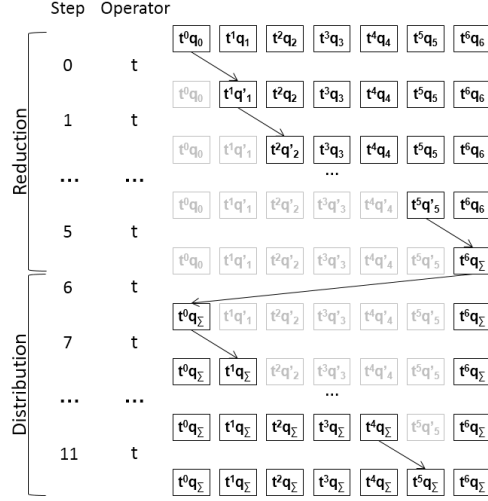 Step Operator
t⁰q₀ t¹q₁ t²q₂ t³q₃ t⁴q₄ t⁵q₅ t⁶q₆
0 t
t⁰q₀ t¹q'₁ t²q₂ t³q₃ t⁴q₄ t⁵q₅ t⁶q₆
1 t
t⁰q₀ t¹q'₁ t²q'₂ t³q₃ t⁴q₄ t⁵q₅ t⁶q₆
... ... ...
t⁰q₀ t¹q'₁ t²q'₂ t³q'₃ t⁴q'₄ t⁵q'₅ t⁶q₆
5 t
t⁰q₀ t¹q'₁ t²q'₂ t³q'₃ t⁴q'₄ t⁵q'₅ t⁶q∑
Reduction
6 t
t⁰q∑ t¹q'₁ t²q'₂ t³q'₃ t⁴q'₄ t⁵q'₅ t⁶q∑
7 t
t⁰q∑ t¹q∑ t²q'₂ t³q'₃ t⁴q'₄ t⁵q'₅ t⁶q∑
... ... ...
t⁰q∑ t¹q∑ t²q∑ t³q∑ t⁴q∑ t⁵q'₅ t⁶q∑
11 t
t⁰q∑ t¹q∑ t²q∑ t³q∑ t⁴q∑ t⁵q∑ t⁶q∑
Distribution